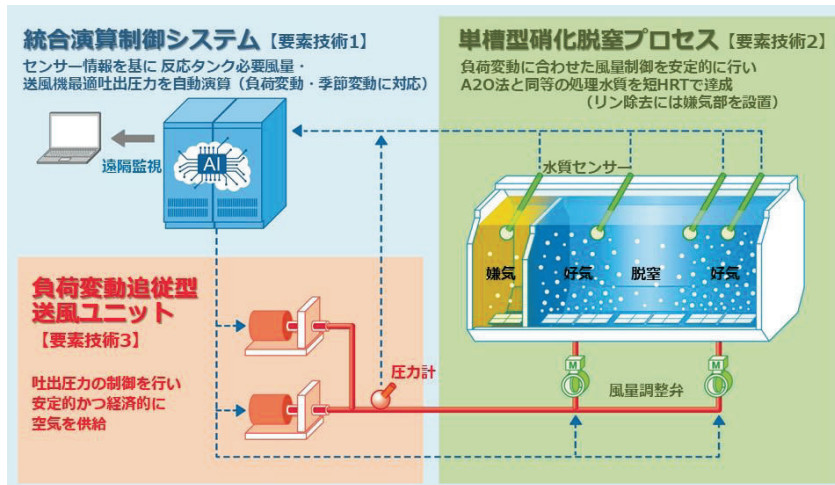 統合演算制御システム【要素技術1】
センサー情報を基に 反応タンク必要風量・
送風機最適吐出圧力を自動演算（負荷変動・季節変動に対応）
遠隔監視
AI
単槽型硝化脱窒プロセス【要素技術2】
負荷変動に合わせた風量制御を安定的に行い
A2O法と同等の処理水質を短HRTで達成
（リン除去には嫌気部を設置）
水質センサー
嫌気 好気 脱窒 好気
M M
風量調整弁
負荷変動追従型
送風ユニット
【要素技術3】
吐出圧力の制御を行い
安定的かつ経済的に
空気を供給
圧力計